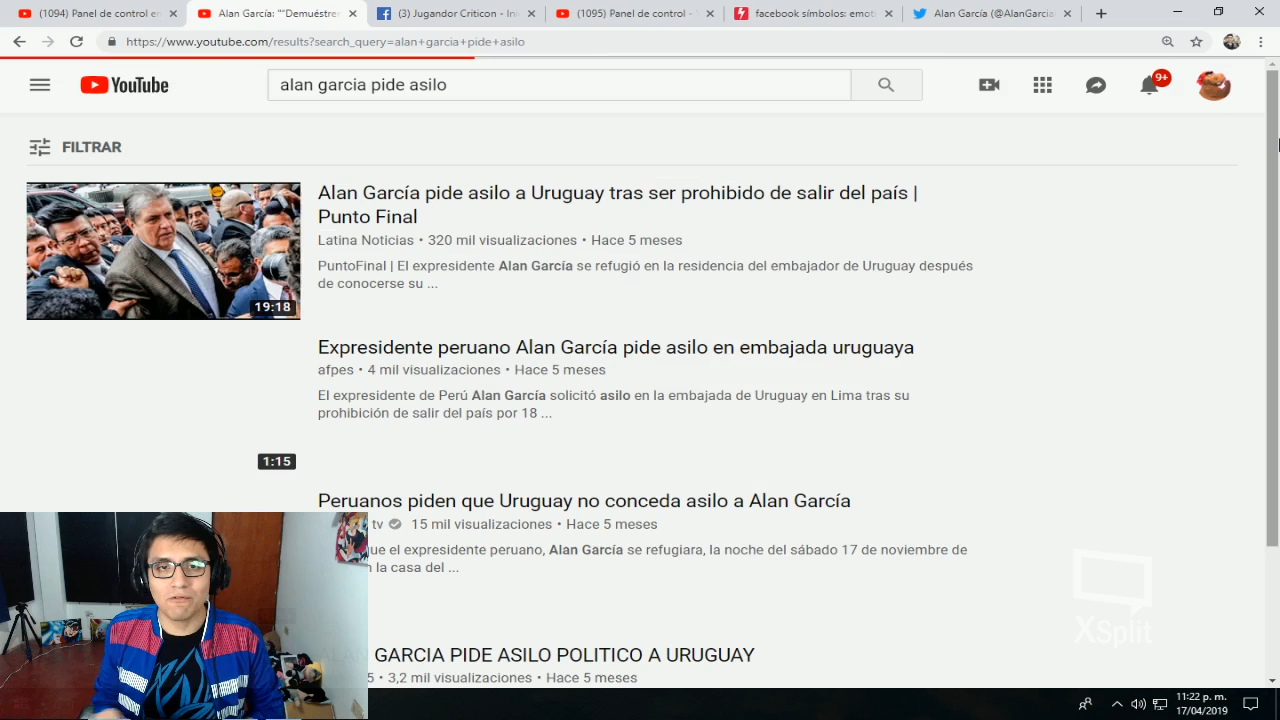 (1094) Panel de control en
Alan García: "“Demuéstren
(3) Jugandor Criticon - Ini
(1095) Panel de control - Y
facebook símbolos: emoti
Alan García (@AlanGarcia
https://www.youtube.com/results?search_query=alan+garcia+pide+asilo
YouTube
alan garcia pide asilo
9+
FILTRAR
Alan García pide asilo a Uruguay tras ser prohibido de salir del país |
Punto Final
Latina Noticias • 320 mil visualizaciones • Hace 5 meses
PuntoFinal | El expresidente Alan García se refugió en la residencia del embajador de Uruguay después
de conocerse su ...
19:18
Expresidente peruano Alan García pide asilo en embajada uruguaya
afpes • 4 mil visualizaciones • Hace 5 meses
El expresidente de Perú Alan García solicitó asilo en la embajada de Uruguay en Lima tras su
prohibición de salir del país por 18 ...
1:15
Peruanos piden que Uruguay no conceda asilo a Alan García
tv 15 mil visualizaciones • Hace 5 meses
que el expresidente peruano, Alan García se refugiara, la noche del sábado 17 de noviembre de
n la casa del ...
XSplit
GARCIA PIDE ASILO POLITICO A URUGUAY
5 • 3,2 mil visualizaciones • Hace 5 meses
11:22 p. m.
17/04/2019